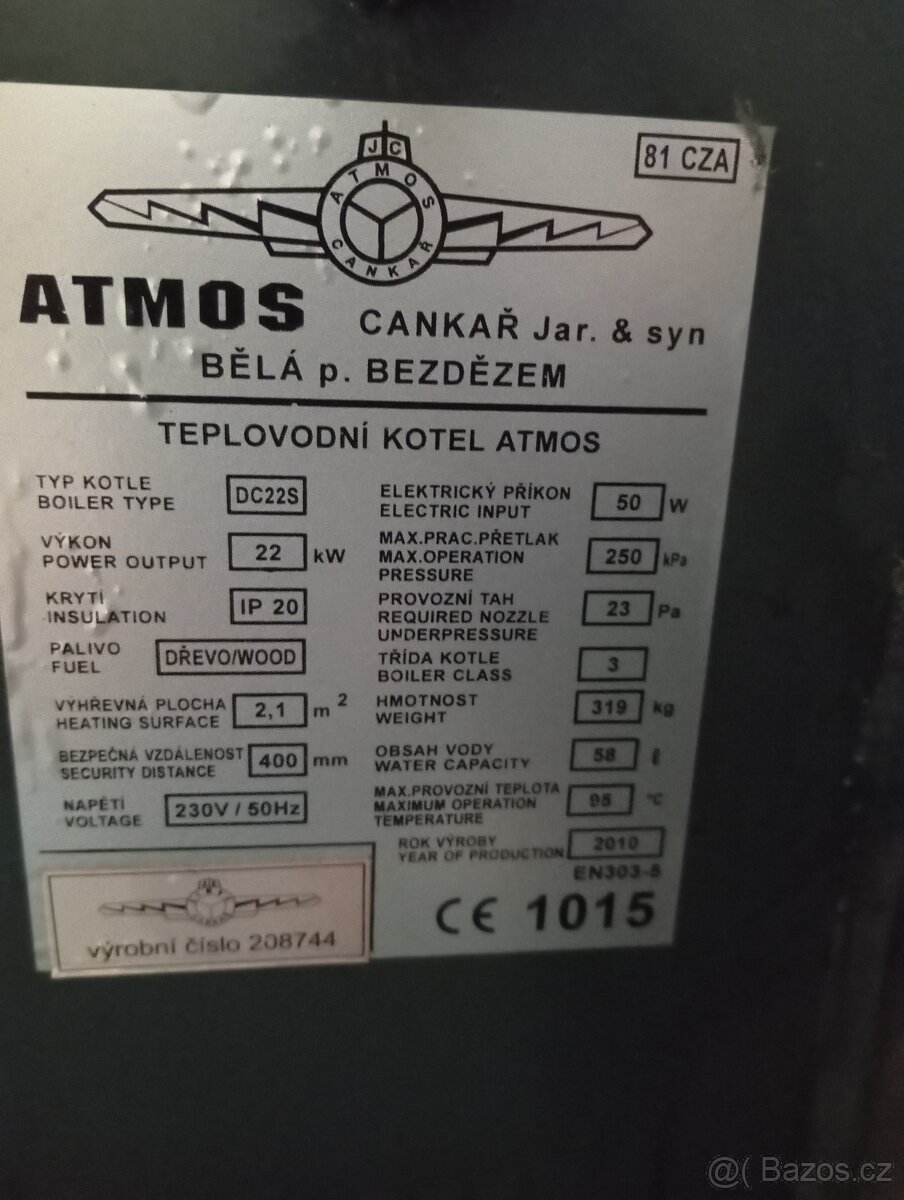 JC
ATMOS
CANKAŘ
81 CZA
ATMOS CANKAŘ Jar. & syn
BĚLÁ p. BEZDĚZEM
TEPLOVODNÍ KOTEL ATMOS
TYP KOTLE
BOILER TYPE
DC22S
VÝKON
POWER OUTPUT
22 kW
KRYTÍ
INSULATION
IP 20
PALIVO
FUEL
DŘEVO/WOOD
VÝHŘEVNÁ PLOCHA
HEATING SURFACE
2,1 m 2
BEZPEČNÁ VZDÁLENOST
SECURITY DISTANCE
400 mm
NAPĚTÍ
VOLTAGE
230V / 50Hz
ELEKTRICKÝ PŘÍKON
ELECTRIC INPUT
50 W
MAX.PRAC.PŘETLAK
MAX.OPERATION
PRESSURE
250 kPa
PROVOZNÍ TAH
REQUIRED NOZZLE
UNDERPRESSURE
23 Pa
TŘÍDA KOTLE
BOILER CLASS
3
HMOTNOST
WEIGHT
319 kg
OBSAH VODY
WATER CAPACITY
58 ℓ
MAX.PROVOZNÍ TEPLOTA
MAXIMUM OPERATION
TEMPERATURE
95 °C
ROK VÝROBY
YEAR OF PRODUCTION
2010
EN303-5
CE 1015
výrobní číslo 208744
@( Bazos.cz